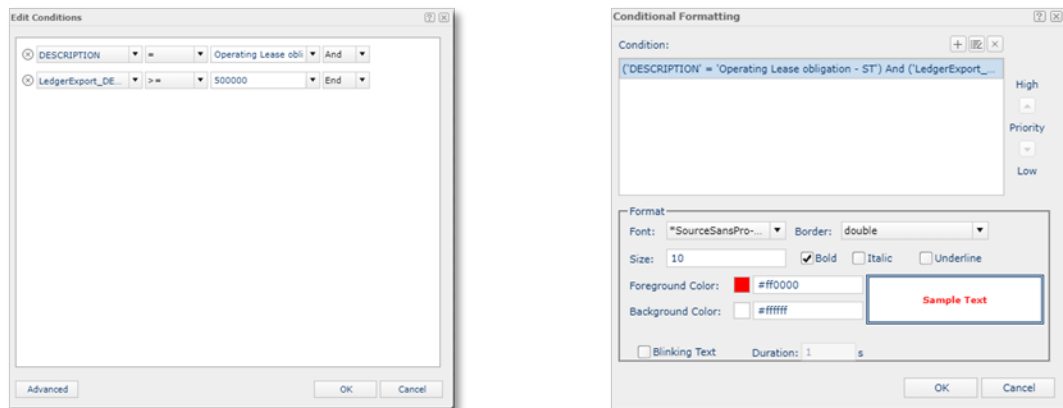 Edit Conditions
DESCRIPTION = Operating Lease obli And
LedgerExport_DE... >= 500000 End
Advanced OK Cancel
Conditional Formatting
Condition:
('DESCRIPTION' = 'Operating Lease obligation - ST') And ('LedgerExport_...
High
Priority
Low
Format
Font: *SourceSansPro-... Border: double
Size: 10 Bold Italic Underline
Foreground Color: #ff0000
Sample Text
Background Color: #ffffff
Blinking Text Duration: 1 s
OK Cancel